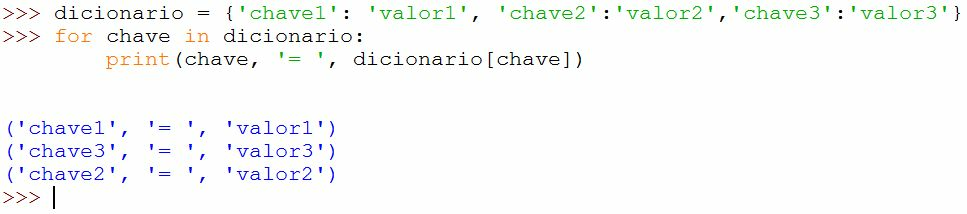 >>> dicionario = {'chave1': 'valor1', 'chave2':'valor2','chave3':'valor3'}
>>> for chave in dicionario:
        print(chave, '= ', dicionario[chave])
('chave1', '= ', 'valor1')
('chave3', '= ', 'valor3')
('chave2', '= ', 'valor2')
>>>